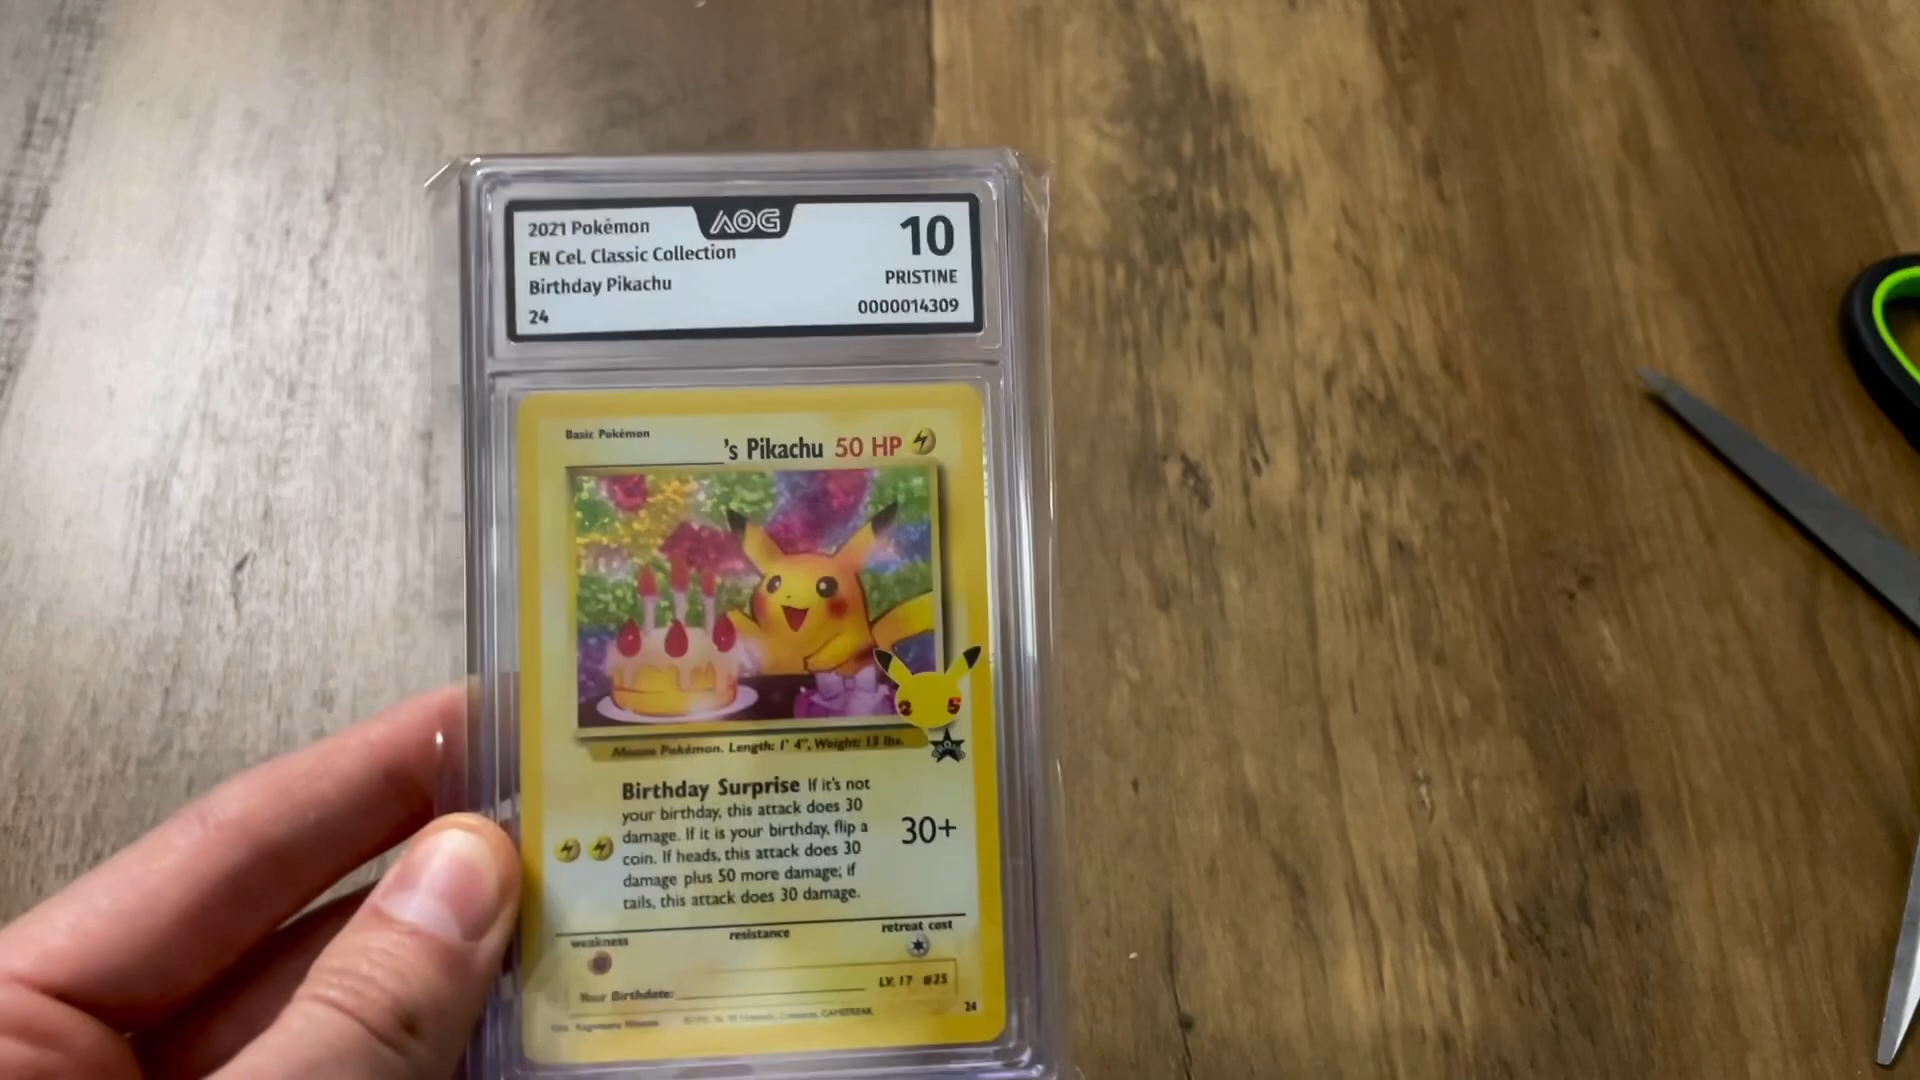 2021 Pokémon
AOG
10
EN Cel. Classic Collection
Birthday Pikachu
PRISTINE
24
0000014309
Basic Pokémon
's Pikachu 50 HP
25
PROMO
Mouse Pokémon. Length: 1' 4", Weight: 13 lbs.
Birthday Surprise If it's not
your birthday, this attack does 30
damage. If it is your birthday, flip a
coin. If heads, this attack does 30
damage plus 50 more damage; if
tails, this attack does 30 damage.
30+
weakness
resistance
retreat cost
LV. 17 #25
Your Birthdate:
24